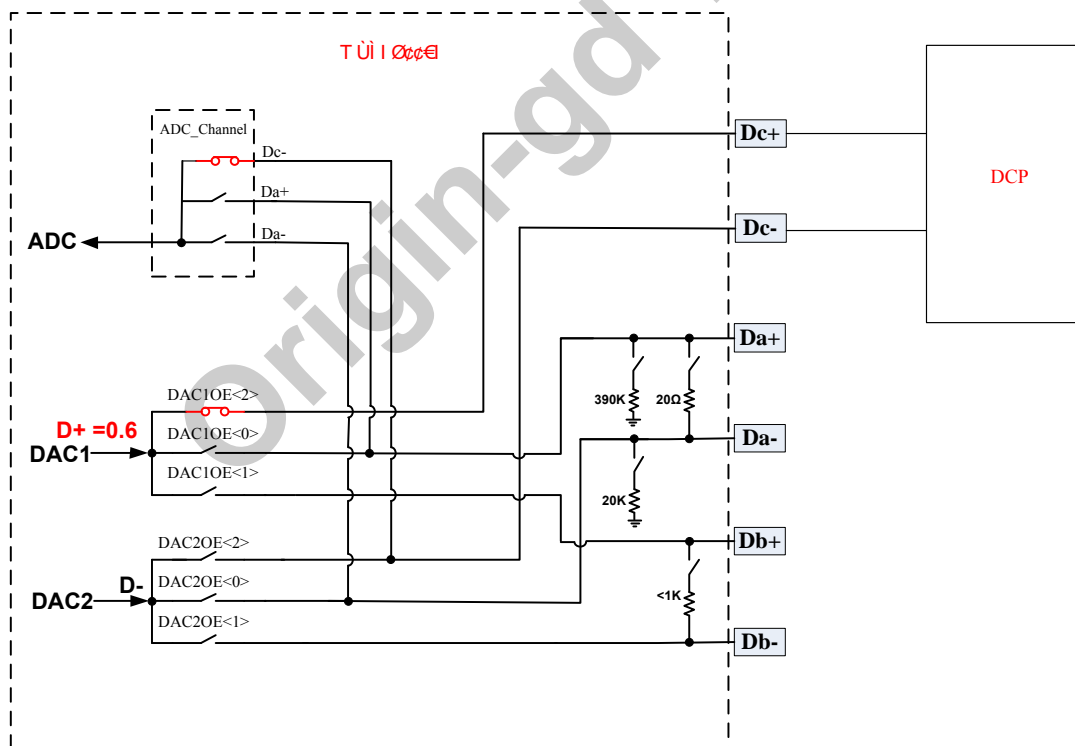 ADC_Channel
Dc-
Da+
Da-
ADC
Dc+
Dc-
DCP
Da+
390K
20Ω
Da-
20K
DAC1OE<2>
D+ =0.6
DAC1OE<0>
DAC1
DAC1OE<1>
Db+
DAC2OE<2>
D-
DAC2OE<0>
DAC2
<1K
DAC2OE<1>
Db-
Origin-gd